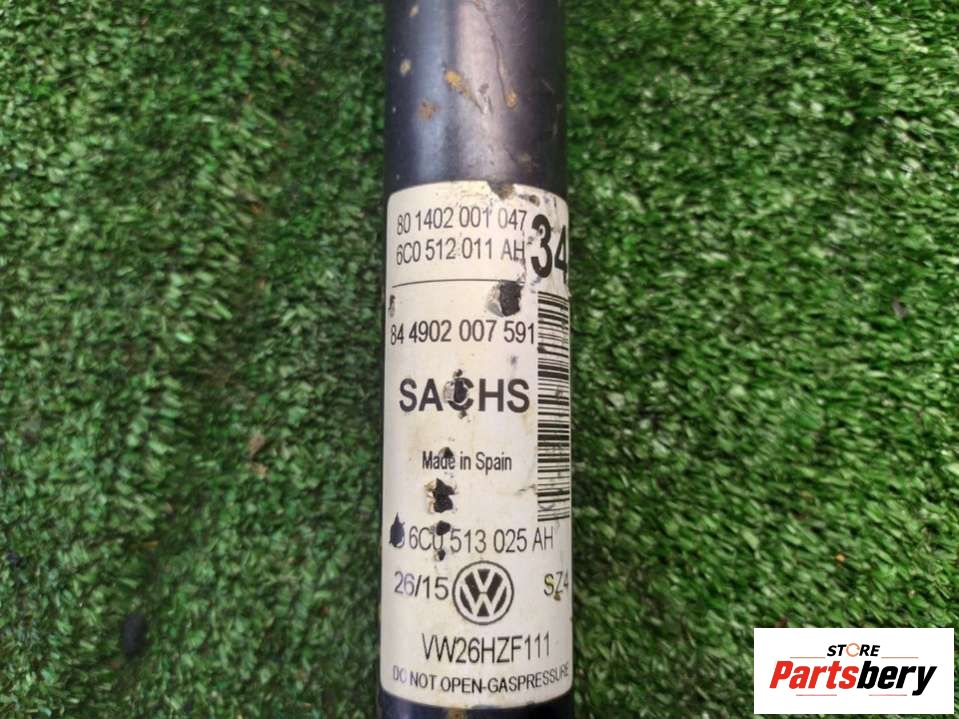 80 1402 001 047
6C0 512 011 AH
34
84 4902 007 591
SACHS
Made in Spain
6C0 513 025 AH
26/15
SZ4
VW26HZF111
DO NOT OPEN-GASPRESSURE
STORE
Partsbery